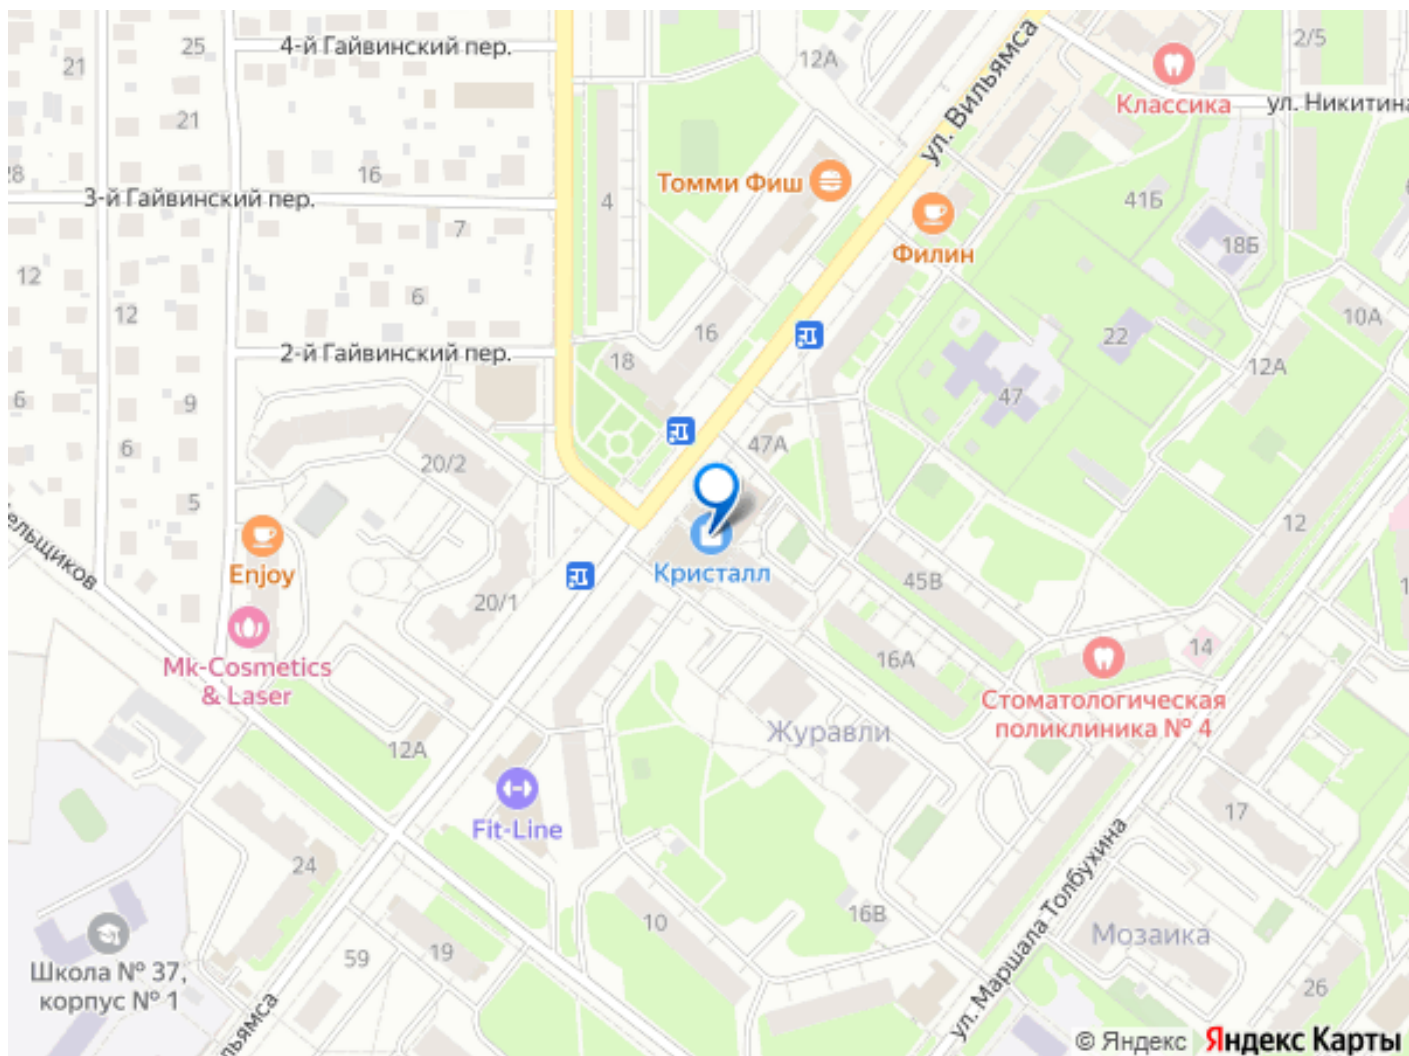 4-й Гайвинский пер.
25
21
12А
2/5
Классика
ул. Никитина
ул. Вильямса
21
28
16
3-й Гайвинский пер.
4
Томми Фиш
41Б
7
Филин
18Б
12
6
12
10А
16
22
2-й Гайвинский пер.
18
12А
47
6
9
47А
6
20/2
5
12
Enjoy
Кристалл
45В
20/1
14
16А
Mk-Cosmetics
& Laser
Стоматологическая
поликлиника № 4
Журавли
12А
17
Fit-Line
24
ул. Маршала Толбухина
16В
10
Мозаика
19
59
Школа № 37,
корпус № 1
26
© Яндекс Яндекс Карты